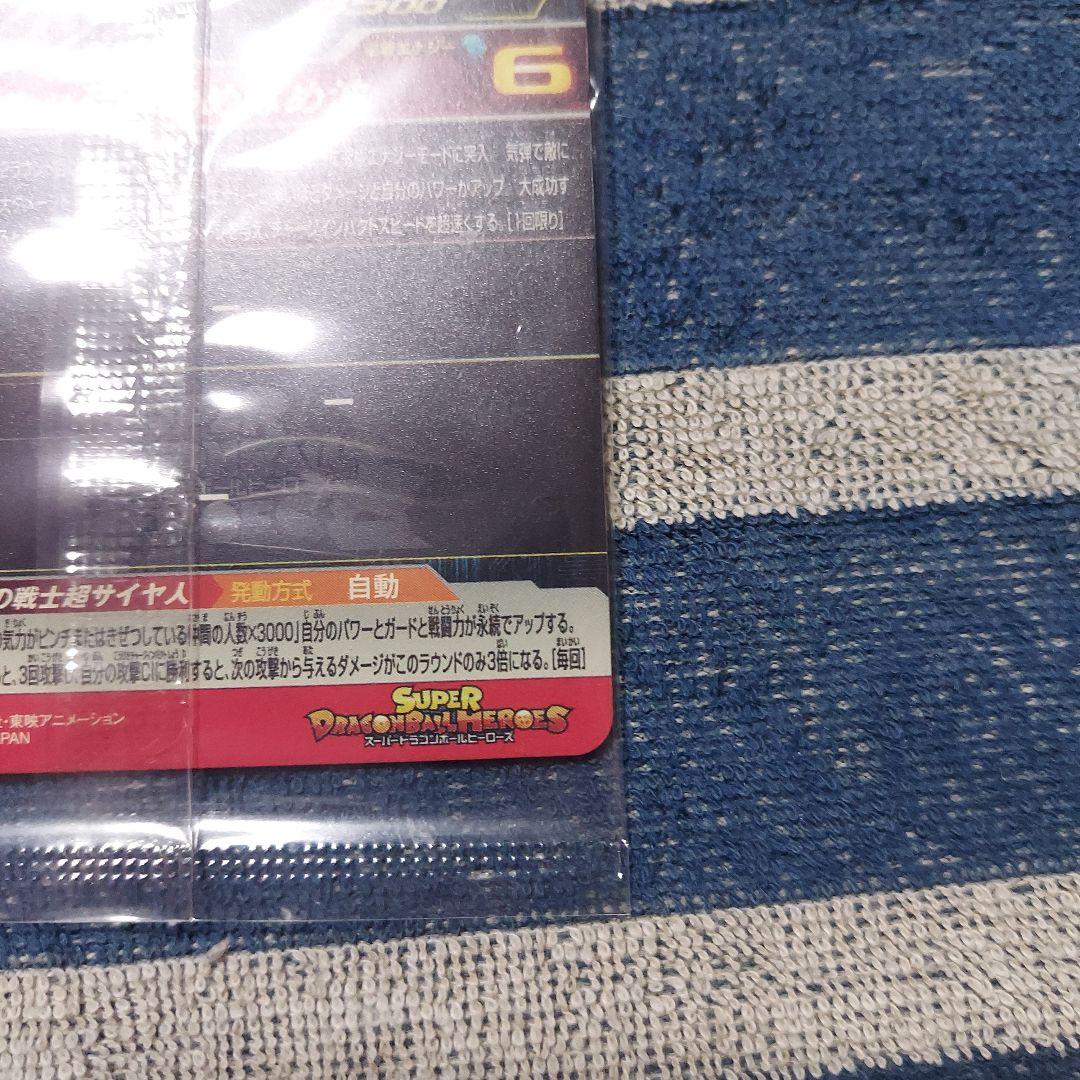 6
ーモードに突入 気弾で敵に
ダメージと自分のパワーがアップ 大成功す
チャージインパクトスピードを超速くする。[1回限り]
の戦士超サイヤ人 発動方式 自動
の気力がピンチまたはきぜつしている仲間の人数×3000]自分のパワーとガードと戦闘力が永続でアップする。
と、3回攻撃し、自分の攻撃CIに勝利すると、次の攻撃から与えるダメージがこのラウンドのみ3倍になる。[毎回]
・東映アニメーション
PAN
SUPER
DRAGONBALL HEROES
スーパードラゴンボールヒーローズ